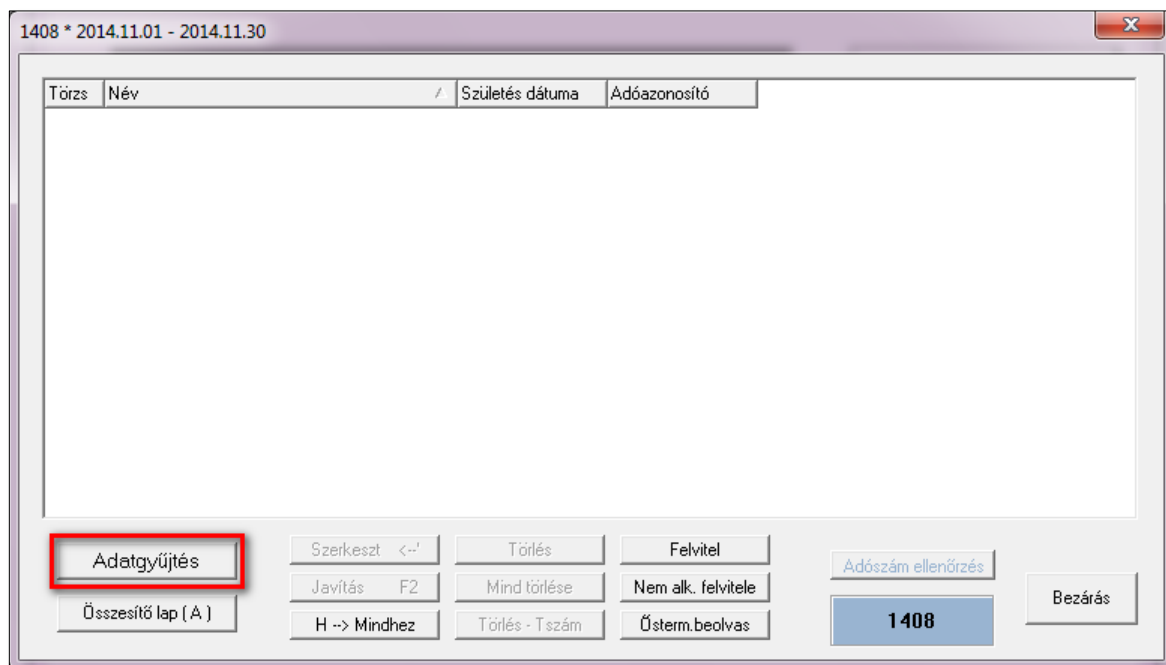 1408 * 2014.11.01 - 2014.11.30
Törzs Név Születés dátuma Adóazonosító
Adatgyűjtés
Szerkeszt <--' Törlés Felvitel
Adószám ellenőrzés
Javítás F2 Mind törlése Nem alk. felvitele
Bezárás
Összesítő lap ( A )
H --> Mindhez Törlés - Tszám Ősterm.beolvas 1408